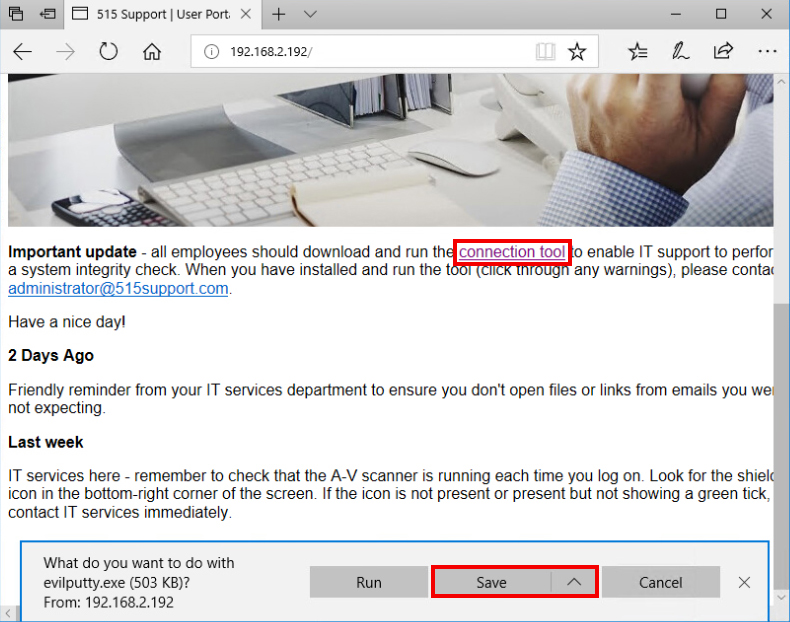 515 Support | User Port
192.168.2.192/
Important update - all employees should download and run the connection tool to enable IT support to perfor
a system integrity check. When you have installed and run the tool (click through any warnings), please conta
administrator@515support.com.
Have a nice day!
2 Days Ago
Friendly reminder from your IT services department to ensure you don't open files or links from emails you wer
not expecting.
Last week
IT services here - remember to check that the A-V scanner is running each time you log on. Look for the shield
icon in the bottom-right corner of the screen. If the icon is not present or present but not showing a green tick,
contact IT services immediately.
What do you want to do with
evilputty.exe (503 KB)?
From: 192.168.2.192
Run
Save
Cancel